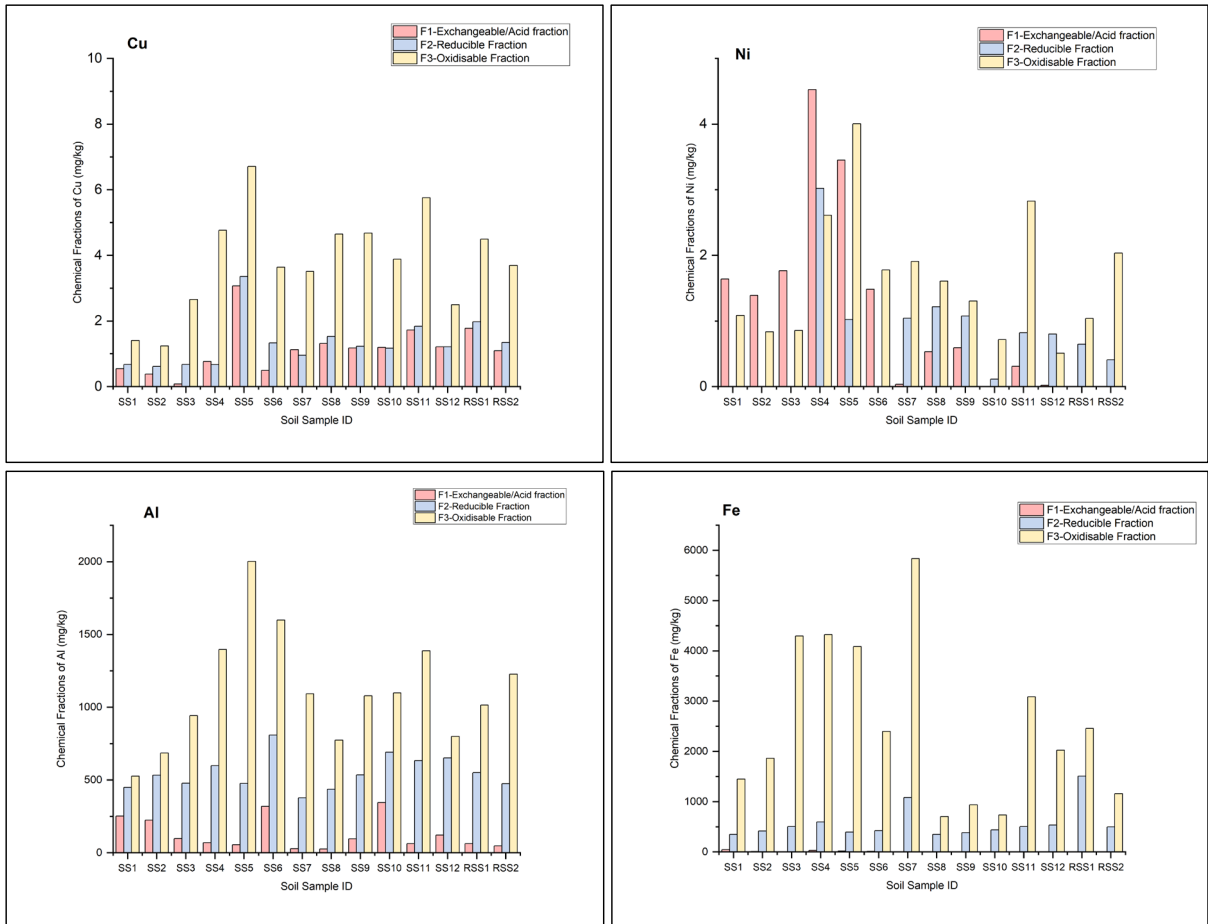 Cu
F1-Exchangeable/Acid fraction
F2-Reducible Fraction
F3-Oxidisable Fraction
10
8
6
4
2
0
Chemical Fractions of Cu (mg/kg)
SS1 SS2 SS3 SS4 SS5 SS6 SS7 SS8 SS9 SS10 SS11 SS12 RSS1 RSS2
Soil Sample ID
Ni
F1-Exchangeable/Acid fraction
F2-Reducible Fraction
F3-Oxidisable Fraction
4
2
0
Chemical Fractions of Ni (mg/kg)
SS1 SS2 SS3 SS4 SS5 SS6 SS7 SS8 SS9 SS10 SS11 SS12 RSS1 RSS2
Soil Sample ID
Al
F1-Exchangeable/Acid fraction
F2-Reducible Fraction
F3-Oxidisable Fraction
2000
1500
1000
500
0
Chemical Fractions of Al (mg/kg)
SS1 SS2 SS3 SS4 SS5 SS6 SS7 SS8 SS9 SS10 SS11 SS12 RSS1 RSS2
Soil Sample ID
Fe
F1-Exchangeable/Acid fraction
F2-Reducible Fraction
F3-Oxidisable Fraction
6000
5000
4000
3000
2000
1000
0
Chemical Fractions of Fe (mg/kg)
SS1 SS2 SS3 SS4 SS5 SS6 SS7 SS8 SS9 SS10 SS11 SS12 RSS1 RSS2
Soil Sample ID